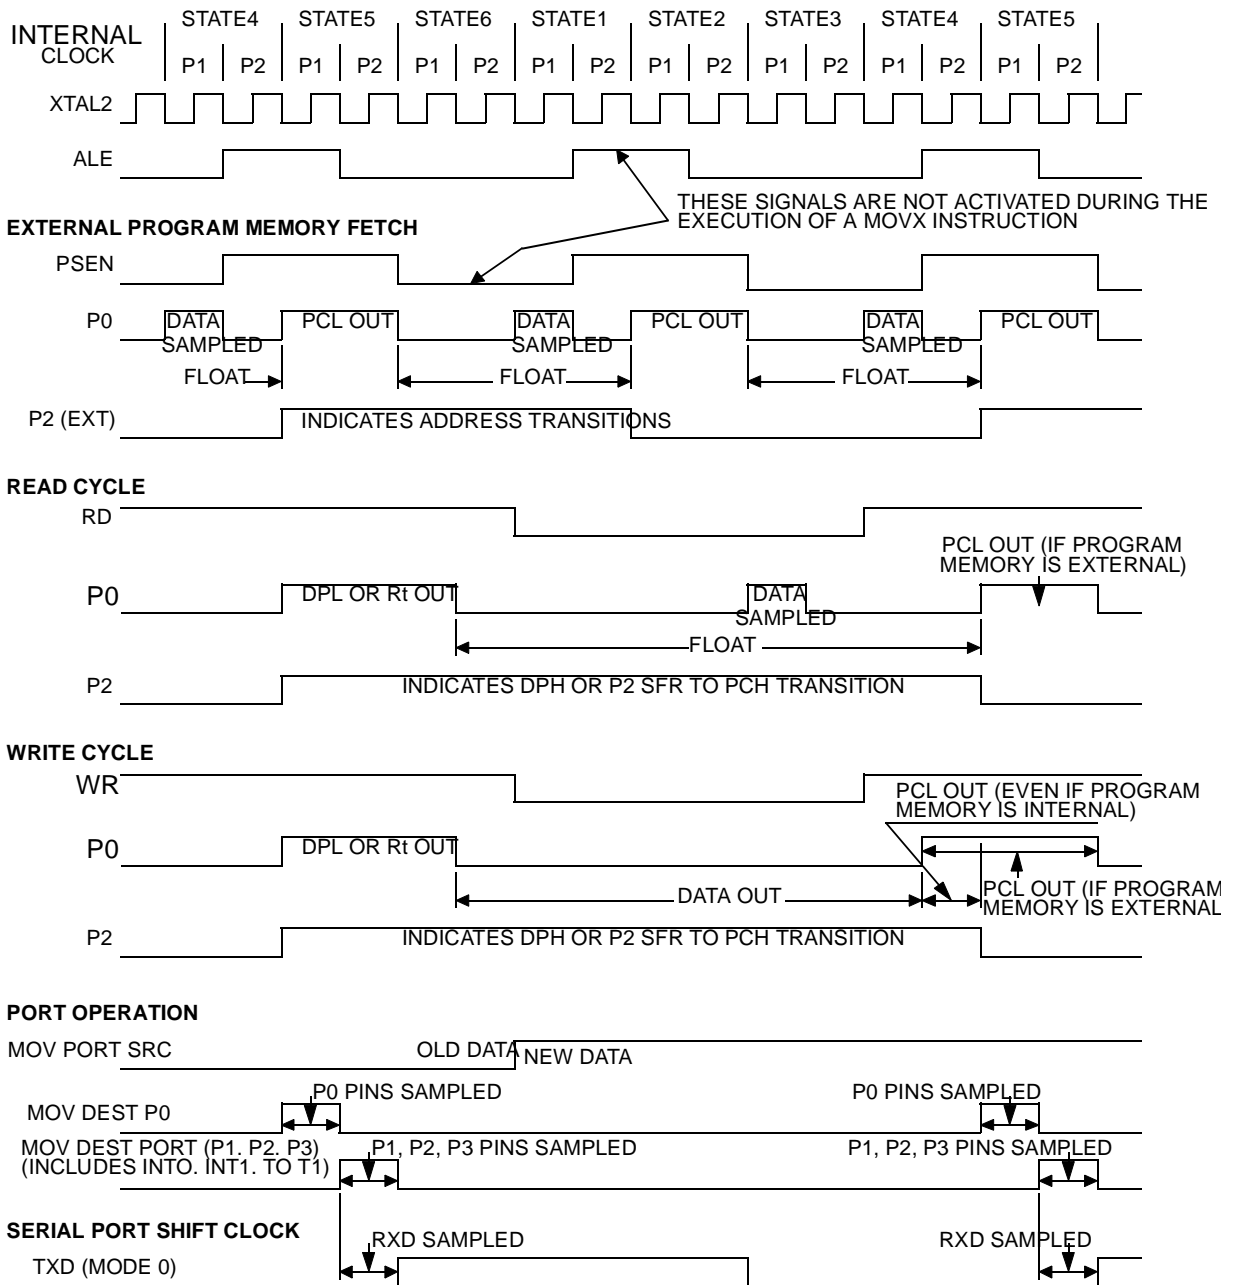 INTERNAL
CLOCK
STATE4 STATE5 STATE6 STATE1 STATE2 STATE3 STATE4 STATE5
P1 P2 P1 P2 P1 P2 P1 P2 P1 P2 P1 P2 P1 P2 P1 P2
XTAL2
ALE
THESE SIGNALS ARE NOT ACTIVATED DURING THE
EXECUTION OF A MOVX INSTRUCTION
EXTERNAL PROGRAM MEMORY FETCH
PSEN
P0 DATA PCL OUT DATA PCL OUT DATA PCL OUT
SAMPLED SAMPLED SAMPLED
FLOAT FLOAT FLOAT
P2 (EXT) INDICATES ADDRESS TRANSITIONS
READ CYCLE
RD
PCL OUT (IF PROGRAM
MEMORY IS EXTERNAL)
P0 DPL OR Rt OUT DATA
SAMPLED
FLOAT
P2 INDICATES DPH OR P2 SFR TO PCH TRANSITION
WRITE CYCLE
WR
PCL OUT (EVEN IF PROGRAM
MEMORY IS INTERNAL)
P0 DPL OR Rt OUT
DATA OUT
PCL OUT (IF PROGRAM
MEMORY IS EXTERNAL
P2 INDICATES DPH OR P2 SFR TO PCH TRANSITION
PORT OPERATION
MOV PORT SRC OLD DATA NEW DATA
P0 PINS SAMPLED P0 PINS SAMPLED
MOV DEST P0
MOV DEST PORT (P1. P2. P3) P1, P2, P3 PINS SAMPLED P1, P2, P3 PINS SAMPLED
(INCLUDES INTO. INT1. TO T1)
SERIAL PORT SHIFT CLOCK
RXD SAMPLED RXD SAMPLED
TXD (MODE 0)